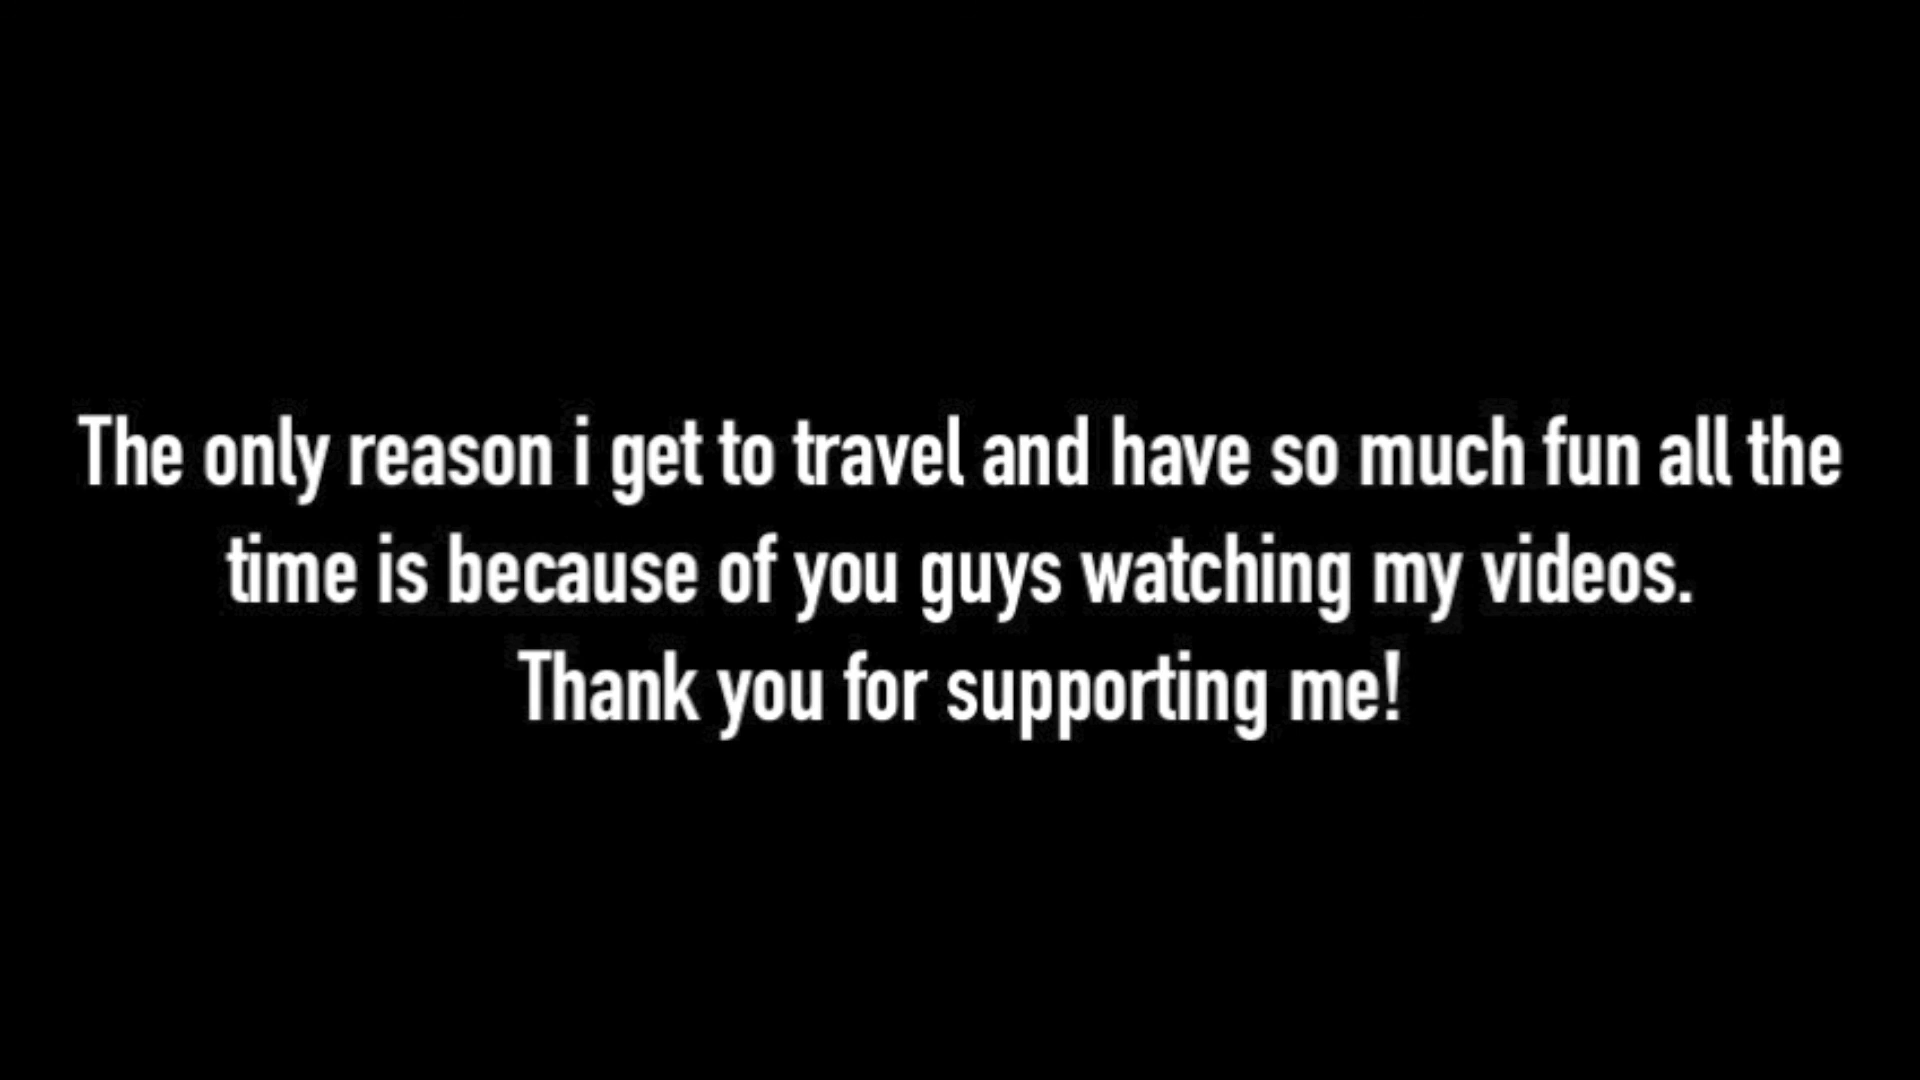 The only reason i get to travel and have so much fun all the
time is because of you guys watching my videos.
Thank you for supporting me!